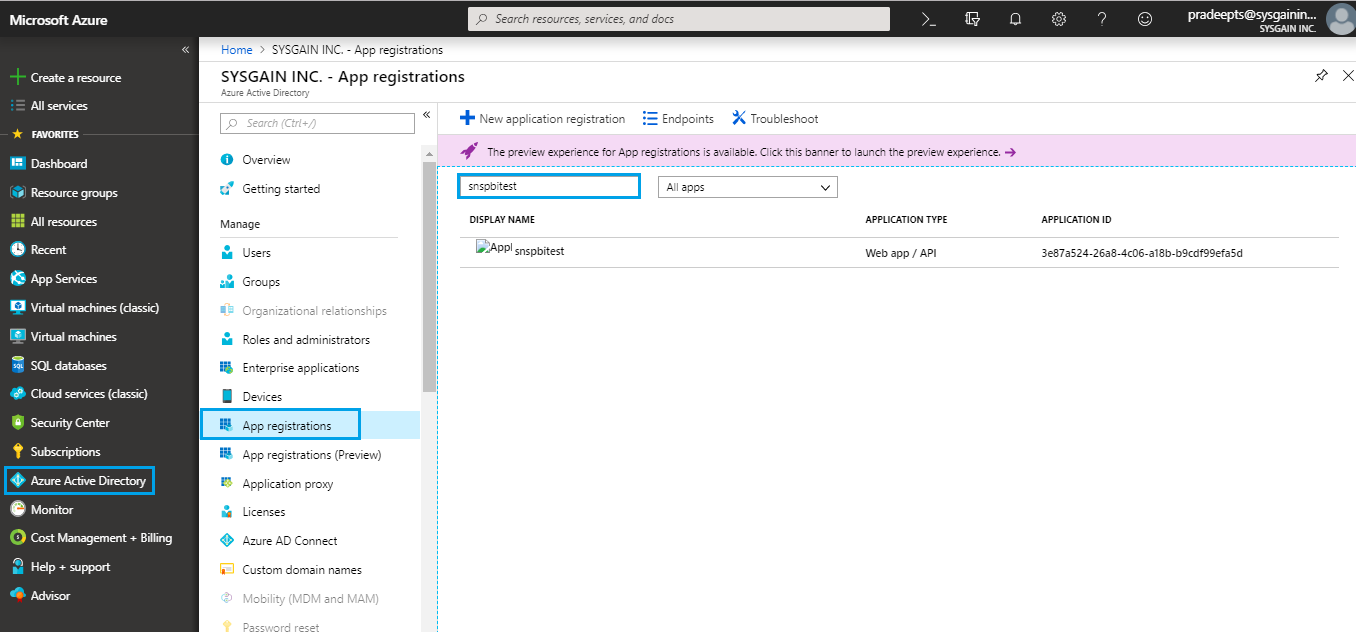 Microsoft Azure
Search resources, services, and docs
pradeepts@sysgainin...
SYSGAIN INC.
Create a resource
All services
FAVORITES
Dashboard
Resource groups
All resources
Recent
App Services
Virtual machines (classic)
Virtual machines
SQL databases
Cloud services (classic)
Security Center
Subscriptions
Azure Active Directory
Monitor
Cost Management + Billing
Help + support
Advisor
Home > SYSGAIN INC. - App registrations
SYSGAIN INC. - App registrations
Azure Active Directory
Search (Ctrl+/)
Overview
Getting started
Manage
Users
Groups
Organizational relationships
Roles and administrators
Enterprise applications
Devices
App registrations
App registrations (Preview)
Application proxy
Licenses
Azure AD Connect
Custom domain names
Mobility (MDM and MAM)
Password reset
New application registration Endpoints Troubleshoot
The preview experience for App registrations is available. Click this banner to launch the preview experience. →
snspbitest All apps
DISPLAY NAME APPLICATION TYPE APPLICATION ID
Appl snspbitest Web app / API 3e87a524-26a8-4c06-a18b-b9cdf99efa5d